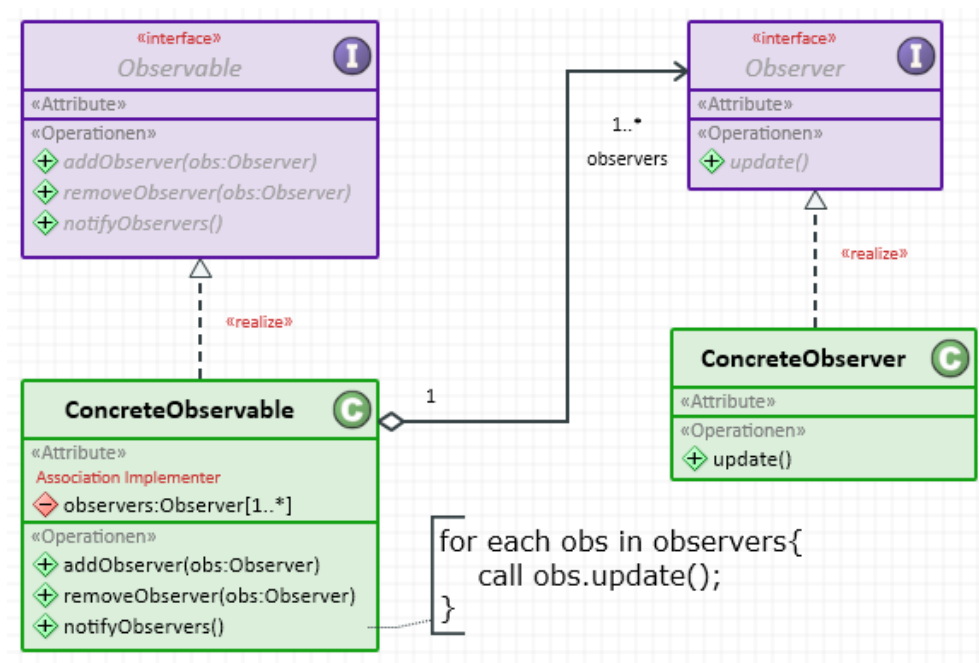 «interface»
Observable
I
«Attribute»
«Operationen»
+ addObserver(obs:Observer)
+ removeObserver(obs:Observer)
+ notifyObservers()
«interface»
Observer
I
«Attribute»
«Operationen»
+ update()
1..*
observers
«realize»
«realize»
ConcreteObservable
C
«Attribute»
Association Implementer
− observers:Observer[1..*]
«Operationen»
+ addObserver(obs:Observer)
+ removeObserver(obs:Observer)
+ notifyObservers()
1
ConcreteObserver
C
«Attribute»
«Operationen»
+ update()
for each obs in observers{
call obs.update();
}